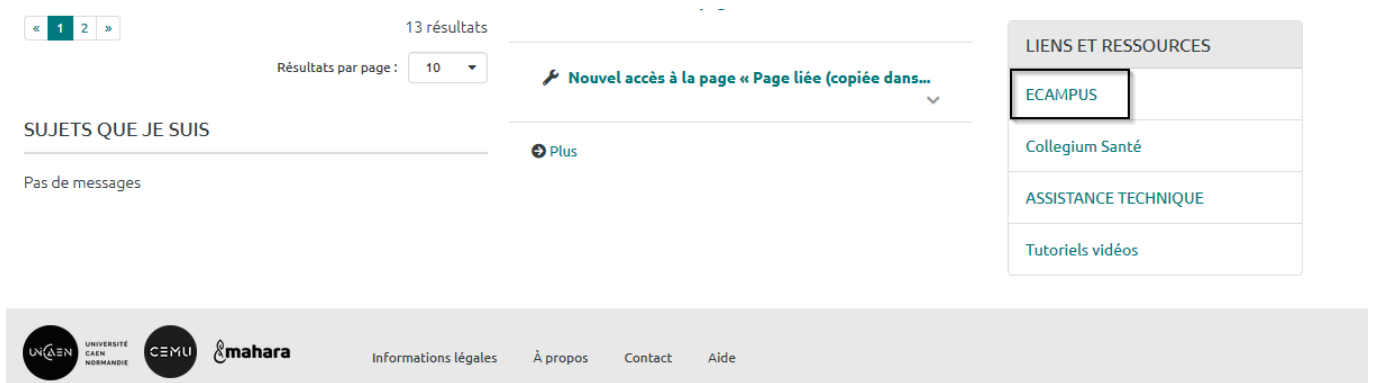 « 1 2 »
13 résultats
Résultats par page :
10
SUJETS QUE JE SUIS
Pas de messages
Nouvel accès à la page « Page liée (copiée dans...
Plus
LIENS ET RESSOURCES
ECAMPUS
Collegium Santé
ASSISTANCE TECHNIQUE
Tutoriels vidéos
UNICAEN
UNIVERSITÉ
CAEN
NORMANDIE
CEMU
mahara
Informations légales
À propos
Contact
Aide